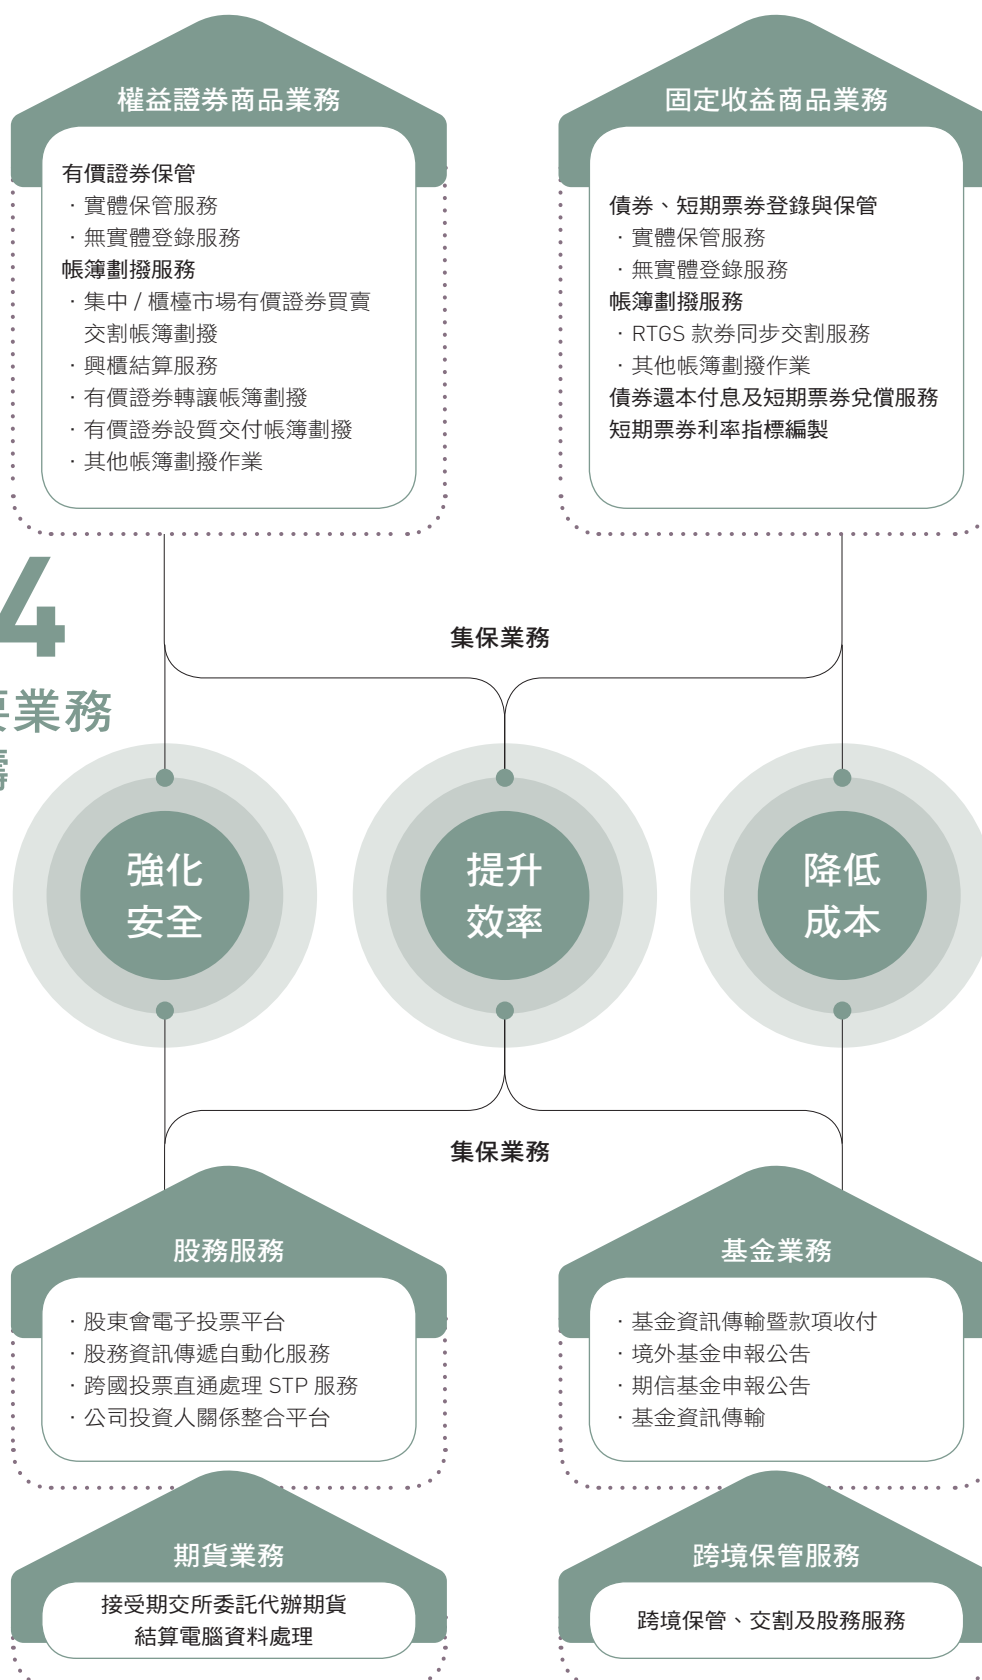 權益證券商品業務
有價證券保管
· 實體保管服務
· 無實體登錄服務
帳簿劃撥服務
· 集中 / 櫃檯市場有價證券買賣
交割帳簿劃撥
· 興櫃結算服務
· 有價證券轉讓帳簿劃撥
· 有價證券設質交付帳簿劃撥
· 其他帳簿劃撥作業
固定收益商品業務
債券、短期票券登錄與保管
· 實體保管服務
· 無實體登錄服務
帳簿劃撥服務
· RTGS 款券同步交割服務
· 其他帳簿劃撥作業
債券還本付息及短期票券兌償服務
短期票券利率指標編製
4
要業務
疇
集保業務
強化
安全
提升
效率
降低
成本
集保業務
股務服務
· 股東會電子投票平台
· 股務資訊傳遞自動化服務
· 跨國投票直通處理 STP 服務
· 公司投資人關係整合平台
基金業務
· 基金資訊傳輸暨款項收付
· 境外基金申報公告
· 期信基金申報公告
· 基金資訊傳輸
期貨業務
接受期交所委託代辦期貨
結算電腦資料處理
跨境保管服務
跨境保管、交割及股務服務